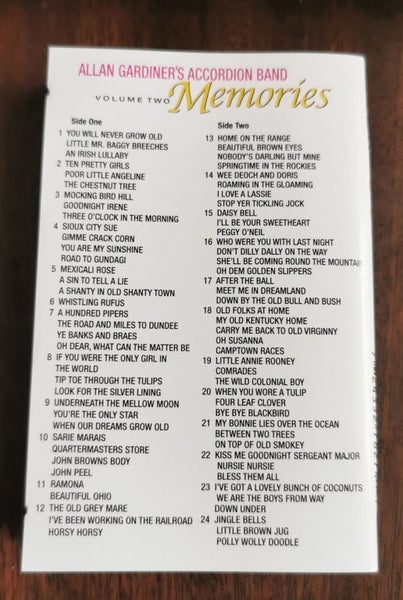 ALLAN GARDINER'S ACCORDION BAND
VOLUME TWO Memories
Side One
1 YOU WILL NEVER GROW OLD
LITTLE MR. BAGGY BREECHES
AN IRISH LULLABY
2 TEN PRETTY GIRLS
POOR LITTLE ANGELINE
THE CHESTNUT TREE
3 MOCKING BIRD HILL
GOODNIGHT IRENE
THREE O'CLOCK IN THE MORNING
4 SIOUX CITY SUE
GIMME CRACK CORN
YOU ARE MY SUNSHINE
ROAD TO GUNDAGI
5 MEXICALI ROSE
A SIN TO TELL A LIE
A SHANTY IN OLD SHANTY TOWN
6 WHISTLING RUFUS
7 A HUNDRED PIPERS
THE ROAD AND MILES TO DUNDEE
YE BANKS AND BRAES
OH DEAR, WHAT CAN THE MATTER BE
8 IF YOU WERE THE ONLY GIRL IN
THE WORLD
TIP TOE THROUGH THE TULIPS
LOOK FOR THE SILVER LINING
9 UNDERNEATH THE MELLOW MOON
YOU'RE THE ONLY STAR
WHEN OUR DREAMS GROW OLD
10 SARIE MARAIS
QUARTERMASTERS STORE
JOHN BROWNS BODY
JOHN PEEL
11 RAMONA
BEAUTIFUL OHIO
12 THE OLD GREY MARE
I'VE BEEN WORKING ON THE RAILROAD
HORSY HORSY
Side Two
13 HOME ON THE RANGE
BEAUTIFUL BROWN EYES
NOBODY'S DARLING BUT MINE
SPRINGTIME IN THE ROCKIES
14 WEE DEOCH AND DORIS
ROAMING IN THE GLOAMING
I LOVE A LASSIE
STOP YER TICKLING JOCK
15 DAISY BELL
I'LL BE YOUR SWEETHEART
PEGGY O'NEIL
16 WHO WERE YOU WITH LAST NIGHT
DON'T DILLY DALLY ON THE WAY
SHE'LL BE COMING ROUND THE MOUNTAIN
OH DEM GOLDEN SLIPPERS
17 AFTER THE BALL
MEET ME IN DREAMLAND
DOWN BY THE OLD BULL AND BUSH
18 OLD FOLKS AT HOME
MY OLD KENTUCKY HOME
CARRY ME BACK TO OLD VIRGINNY
OH SUSANNA
CAMPTOWN RACES
19 LITTLE ANNIE ROONEY
COMRADES
THE WILD COLONIAL BOY
20 WHEN YOU WORE A TULIP
FOUR LEAF CLOVER
BYE BYE BLACKBIRD
21 MY BONNIE LIES OVER THE OCEAN
BETWEEN TWO TREES
ON TOP OF OLD SMOKEY
22 KISS ME GOODNIGHT SERGEANT MAJOR
NURSIE NURSIE
BLESS THEM ALL
23 I'VE GOT A LOVELY BUNCH OF COCONUTS
WE ARE THE BOYS FROM WAY
DOWN UNDER
24 JINGLE BELLS
LITTLE BROWN JUG
POLLY WOLLY DOODLE